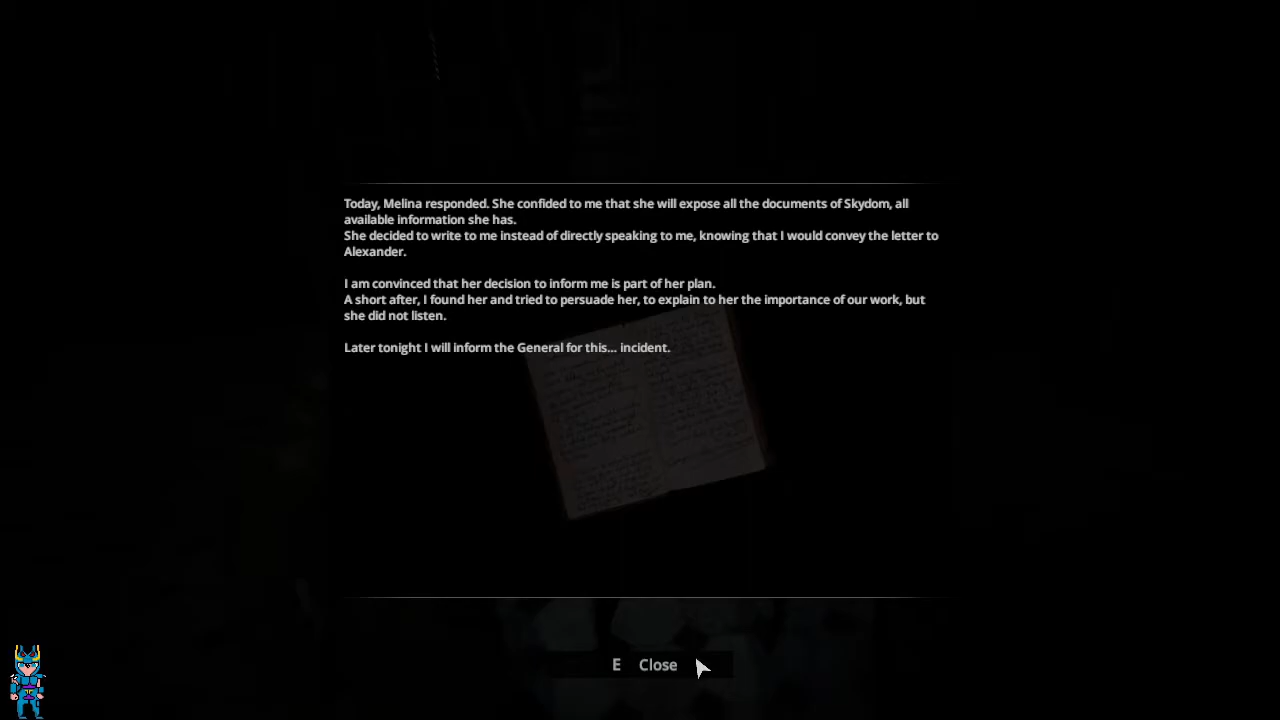 Today, Melina responded. She confided to me that she will expose all the documents of Skydom, all
available information she has.
She decided to write to me instead of directly speaking to me, knowing that I would convey the letter to
Alexander.
I am convinced that her decision to inform me is part of her plan.
A short after, I found her and tried to persuade her, to explain to her the importance of our work, but
she did not listen.
Later tonight I will inform the General for this... incident.
E Close